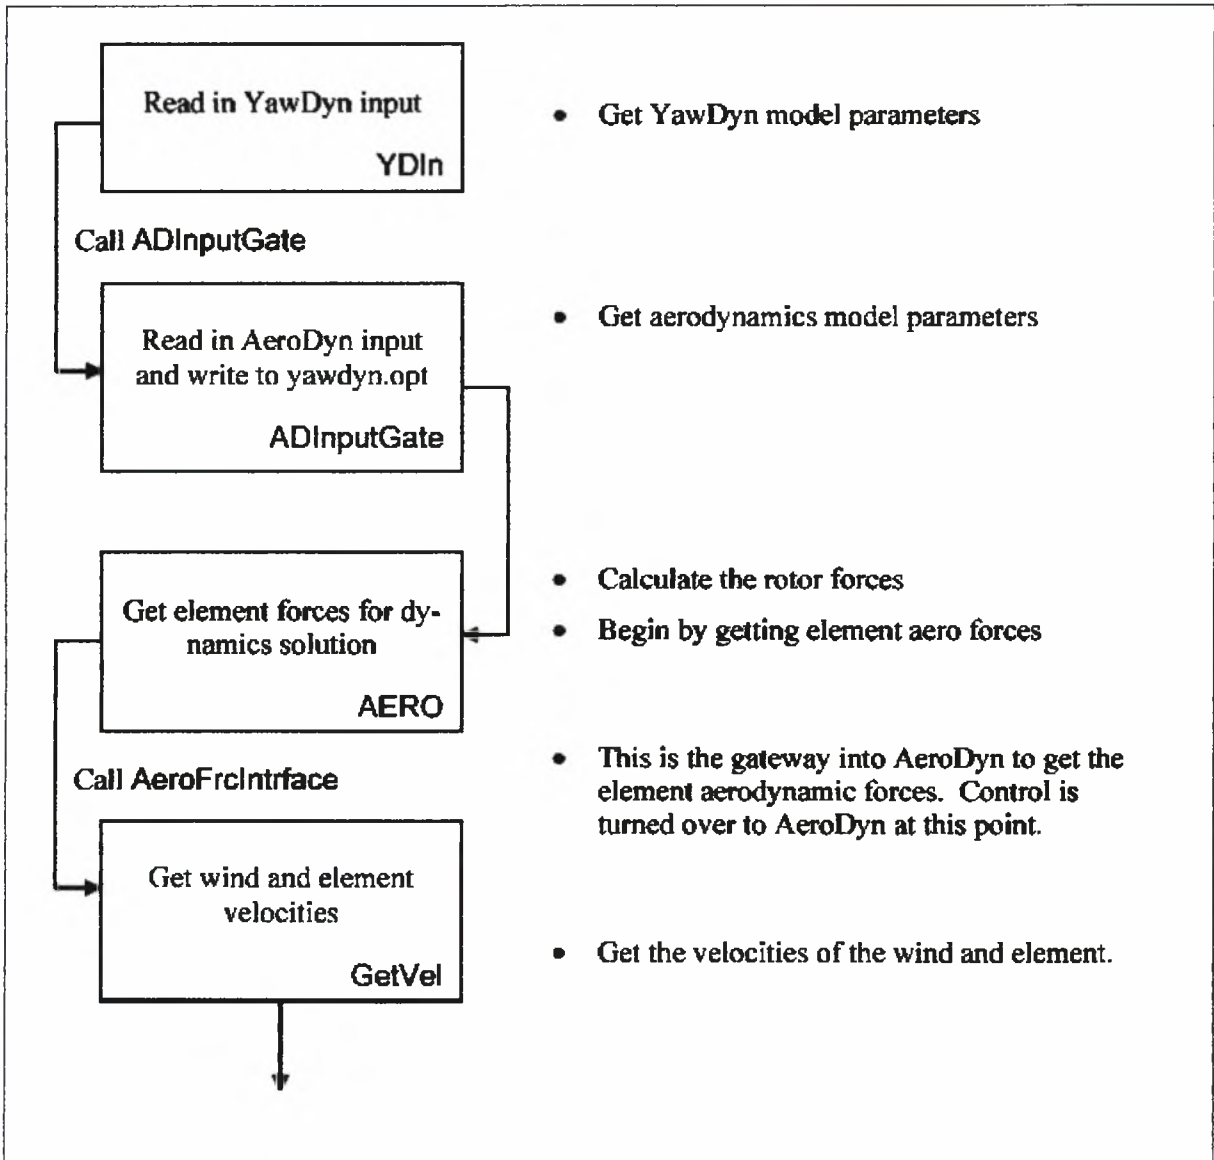 Read in YawDyn input
YDIn
• Get YawDyn model parameters
Call ADInputGate
Read in AeroDyn input
and write to yawdyn.opt
ADInputGate
• Get aerodynamics model parameters
Get element forces for dy-
namics solution
AERO
• Calculate the rotor forces
• Begin by getting element aero forces
Call AeroFrcIntrface
• This is the gateway into AeroDyn to get the
element aerodynamic forces. Control is
turned over to AeroDyn at this point.
Get wind and element
velocities
GetVel
• Get the velocities of the wind and element.